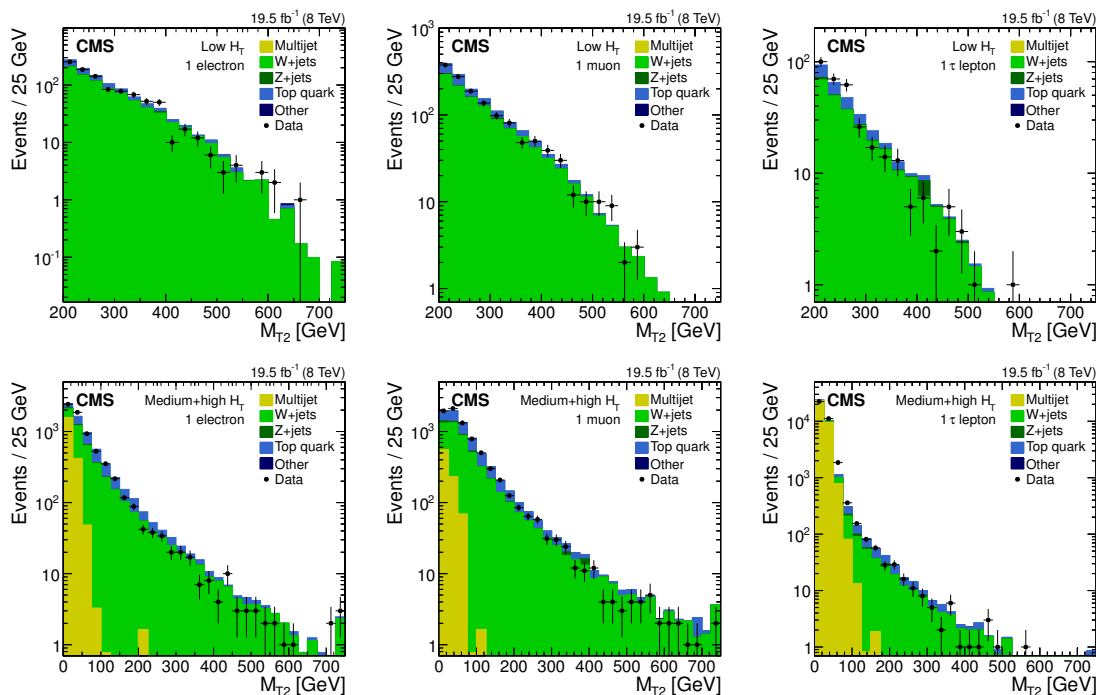 19.5 fb⁻¹ (8 TeV)
CMS
Low H_T
1 electron
Multijet
W+jets
Z+jets
Top quark
Other
Data
Events / 25 GeV
10²
10
1
10⁻¹
200 300 400 500 600 700
M_T2 [GeV]
19.5 fb⁻¹ (8 TeV)
CMS
Low H_T
1 muon
Multijet
W+jets
Z+jets
Top quark
Other
Data
Events / 25 GeV
10³
10²
10
1
200 300 400 500 600 700
M_T2 [GeV]
19.5 fb⁻¹ (8 TeV)
CMS
Low H_T
1 τ lepton
Multijet
W+jets
Z+jets
Top quark
Other
Data
Events / 25 GeV
10²
10
1
200 300 400 500 600 700
M_T2 [GeV]
19.5 fb⁻¹ (8 TeV)
CMS
Medium+high H_T
1 electron
Multijet
W+jets
Z+jets
Top quark
Other
Data
Events / 25 GeV
10³
10²
10
1
0 100 200 300 400 500 600 700
M_T2 [GeV]
19.5 fb⁻¹ (8 TeV)
CMS
Medium+high H_T
1 muon
Multijet
W+jets
Z+jets
Top quark
Other
Data
Events / 25 GeV
10³
10²
10
1
0 100 200 300 400 500 600 700
M_T2 [GeV]
19.5 fb⁻¹ (8 TeV)
CMS
Medium+high H_T
1 τ lepton
Multijet
W+jets
Z+jets
Top quark
Other
Data
Events / 25 GeV
10⁴
10³
10²
10
1
0 100 200 300 400 500 600 700
M_T2 [GeV]